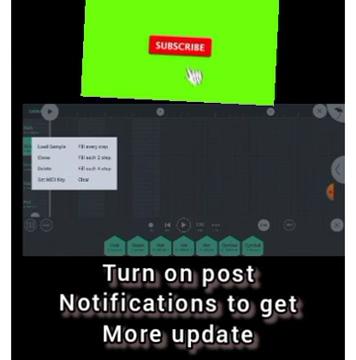 SUBSCRIBE
Load Sample Fill every step
Clone Fill each 2 step
Delete Fill each 4 step
Set MIDI Key Clear
Turn on post
Notifications to get
More update